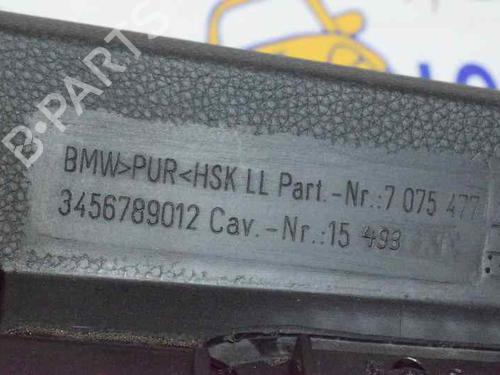 B-PARTS
BMW>PUR<HSK LL Part.-Nr.:7 075 477
3456789012 Cav.-Nr.:15 493